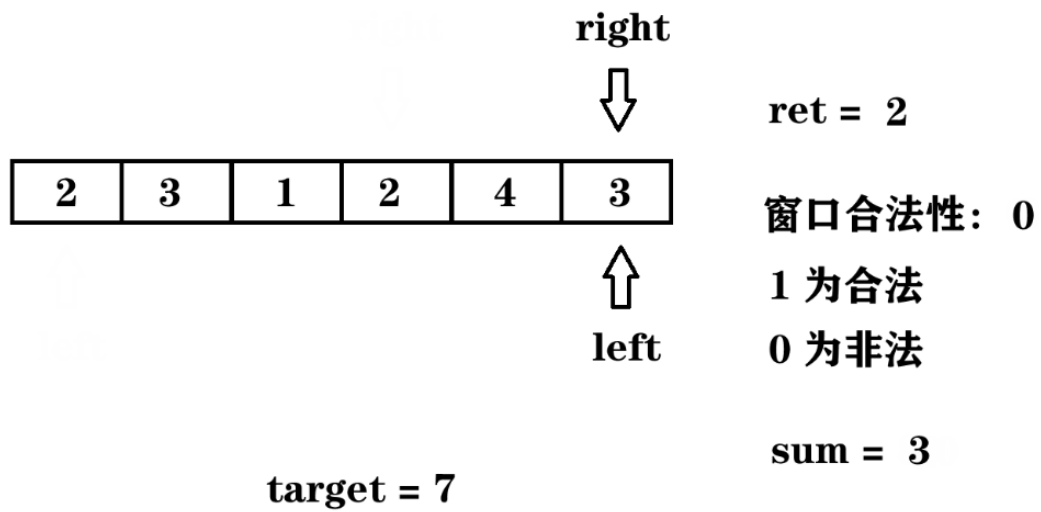 right
ret = 2
2 3 1 2 4 3
窗口合法性: 0
1 为合法
left
0 为非法
sum = 3
target = 7